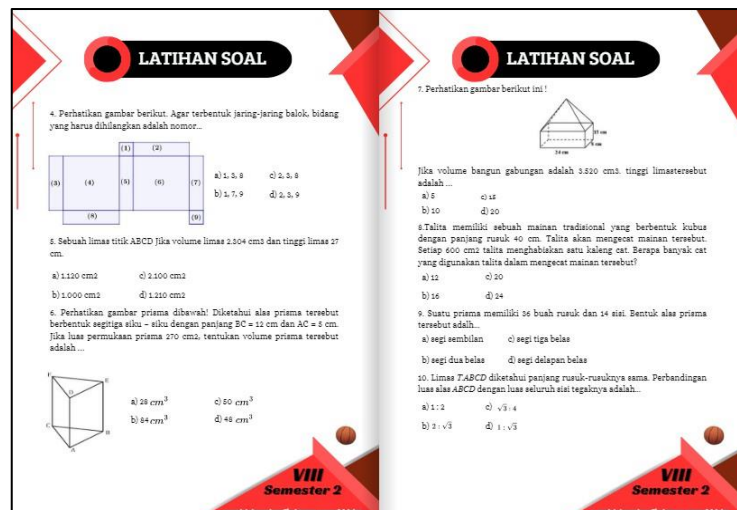 LATIHAN SOAL
4. Perhatikan gambar berikut. Agar terbentuk jaring-jaring balok, bidang
yang harus dihilangkan adalah nomor...
(1) (2)
(3) (4) (5) (6) (7)
(8) (9)
a) 1, 3, 8 c) 2, 3, 8
b) 1, 7, 9 d) 2, 3, 9
5. Sebuah limas titik ABCD Jika volume limas 2.304 cm3 dan tinggi limas 27
cm.
a) 1.120 cm2 c) 2.100 cm2
b) 1.000 cm2 d) 1.210 cm2
6. Perhatikan gambar prisma dibawah! Diketahui alas prisma tersebut
berbentuk segitiga siku – siku dengan panjang BC = 12 cm dan AC = 5 cm.
Jika luas permukaan prisma 270 cm2, tentukan volume prisma tersebut
adalah ...
F E
D
C B
A
a) 28 cm³ c) 50 cm³
b) 84 cm³ d) 48 cm³
VIII
Semester 2
LATIHAN SOAL
7. Perhatikan gambar berikut ini !
24 cm
Jika volume bangun gabungan adalah 3.520 cm3. tinggi limastersebut
adalah ...
a) 5 c) 15
b) 10 d) 20
8.Talita memiliki sebuah mainan tradisional yang berbentuk kubus
dengan panjang rusuk 40 cm. Talita akan mengecat mainan tersebut.
Setiap 600 cm2 talita menghabiskan satu kaleng cat. Berapa banyak cat
yang digunakan talita dalam mengecat mainan tersebut?
a) 12 c) 20
b) 16 d) 24
9. Suatu prisma memiliki 36 buah rusuk dan 14 sisi. Bentuk alas prisma
tersebut adalh...
a) segi sembilan c) segi tiga belas
b) segi dua belas d) segi delapan belas
10. Limas TABCD diketahui panjang rusuk-rusuknya sama. Perbandingan
luas alas ABCD dengan luas seluruh sisi tegaknya adalah...
a) 1 : 2 c) √3 : 4
b) 2 : √3 d) 1 : √3
VIII
Semester 2